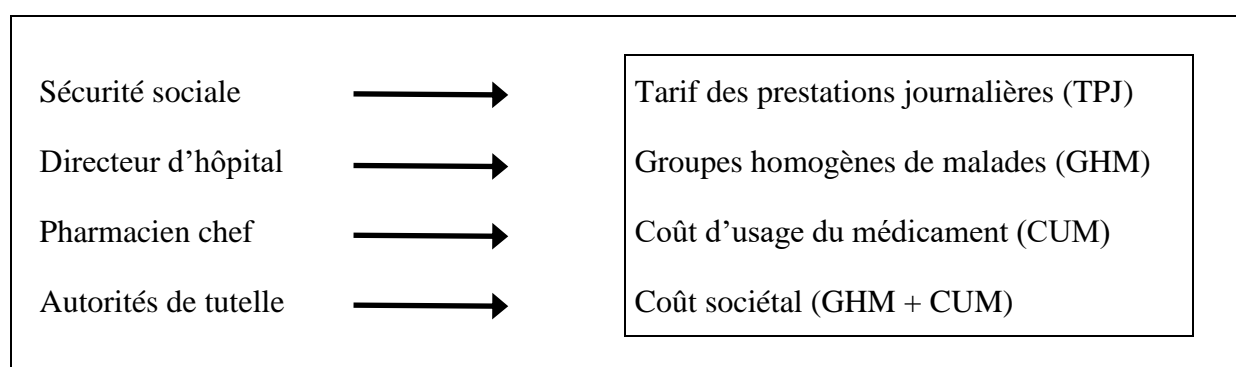 Sécurité sociale Tarif des prestations journalières (TPJ)
Directeur d’hôpital Groupes homogènes de malades (GHM)
Pharmacien chef Coût d’usage du médicament (CUM)
Autorités de tutelle Coût sociétal (GHM + CUM)